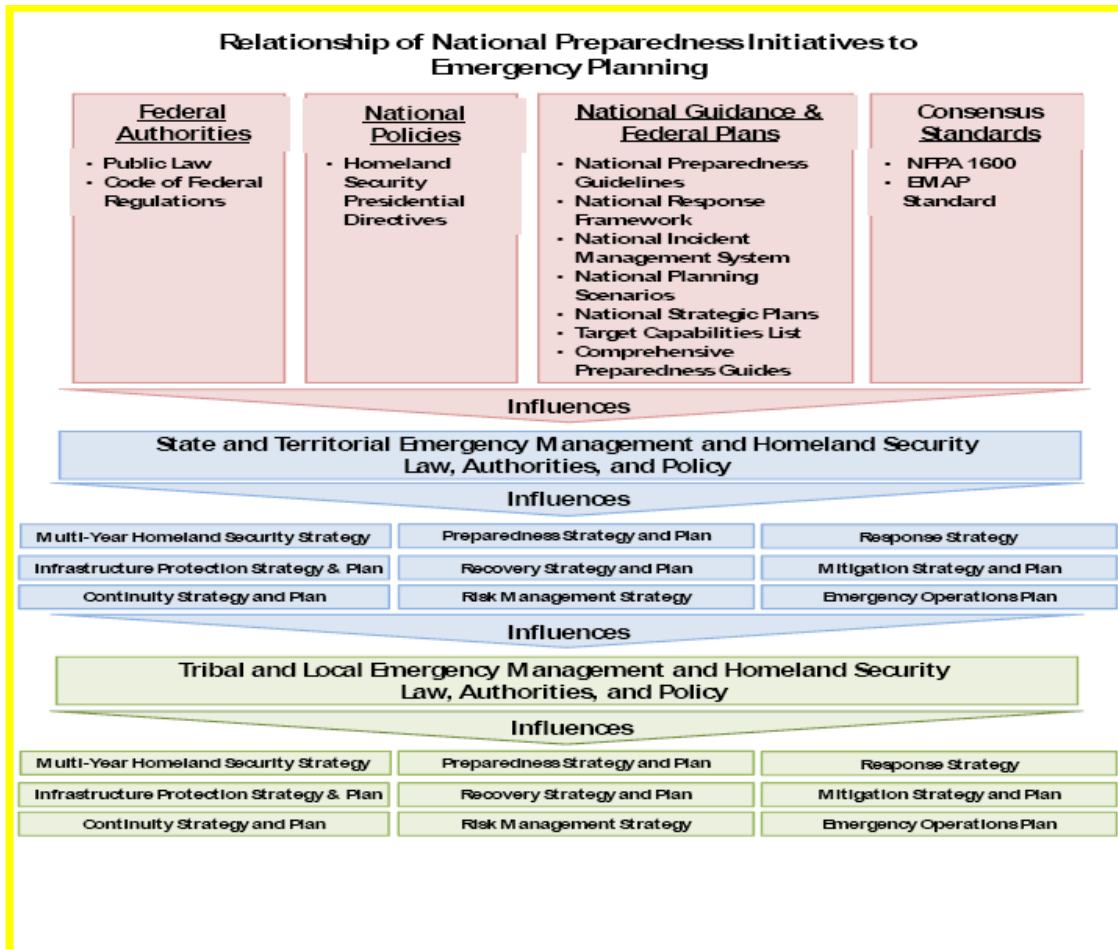 Relationship of National Preparedness Initiatives to
Emergency Planning
Federal
Authorities
• Public Law
• Code of Federal
Regulations
National
Policies
• Homeland
Security
Presidential
Directives
National Guidance &
Federal Plans
• National Preparedness
Guidelines
• National Response
Framework
• National Incident
Management System
• National Planning
Scenarios
• National Strategic Plans
• Target Capabilities List
• Comprehensive
Preparedness Guides
Consensus
Standards
• NFPA 1600
• EMAP
Standard
Influences
State and Territorial Emergency Management and Homeland Security
Law, Authorities, and Policy
Influences
Multi-Year Homeland Security Strategy
Preparedness Strategy and Plan
Response Strategy
Infrastructure Protection Strategy & Plan
Recovery Strategy and Plan
Mitigation Strategy and Plan
Continuity Strategy and Plan
Risk Management Strategy
Emergency Operations Plan
Influences
Tribal and Local Emergency Management and Homeland Security
Law, Authorities, and Policy
Influences
Multi-Year Homeland Security Strategy
Preparedness Strategy and Plan
Response Strategy
Infrastructure Protection Strategy & Plan
Recovery Strategy and Plan
Mitigation Strategy and Plan
Continuity Strategy and Plan
Risk Management Strategy
Emergency Operations Plan